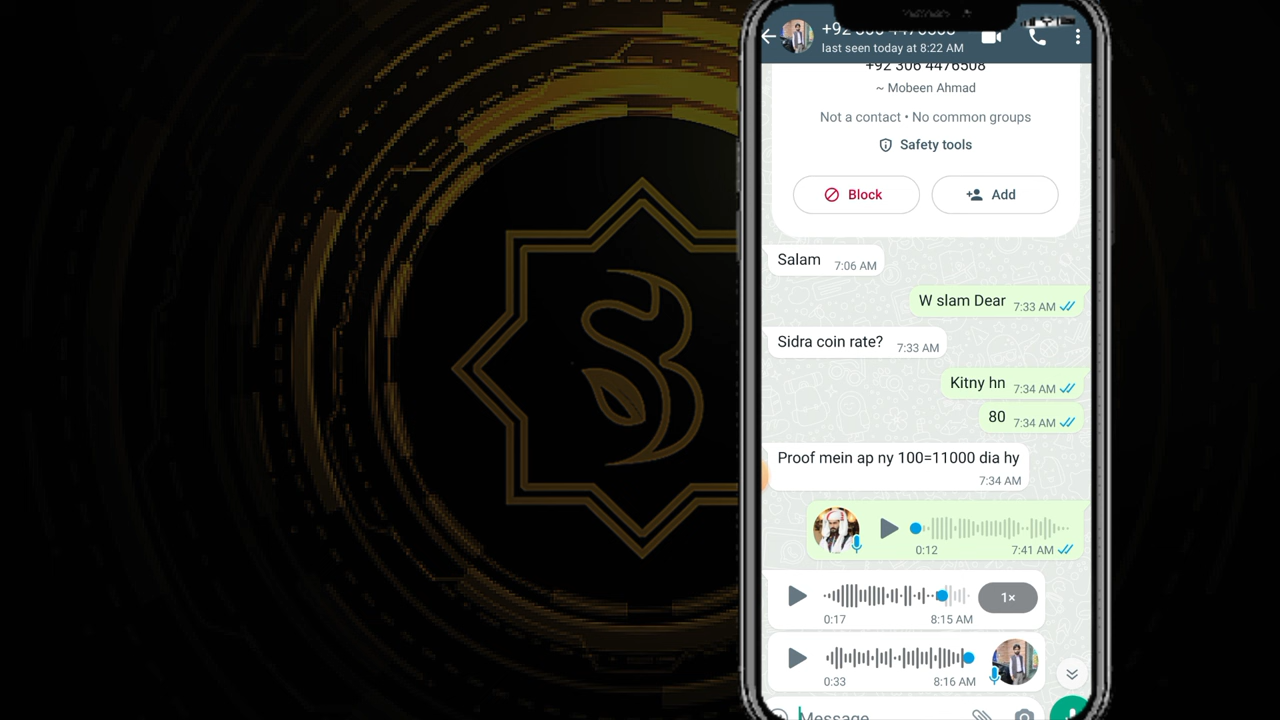 last seen today at 8:22 AM
+92 306 4476508
~ Mobeen Ahmad
Not a contact • No common groups
Safety tools
Block
Add
Salam 7:06 AM
W slam Dear 7:33 AM
Sidra coin rate? 7:33 AM
Kitny hn 7:34 AM
80 7:34 AM
Proof mein ap ny 100=11000 dia hy
7:34 AM
0:12 7:41 AM
1×
0:17 8:15 AM
0:33 8:16 AM
Message